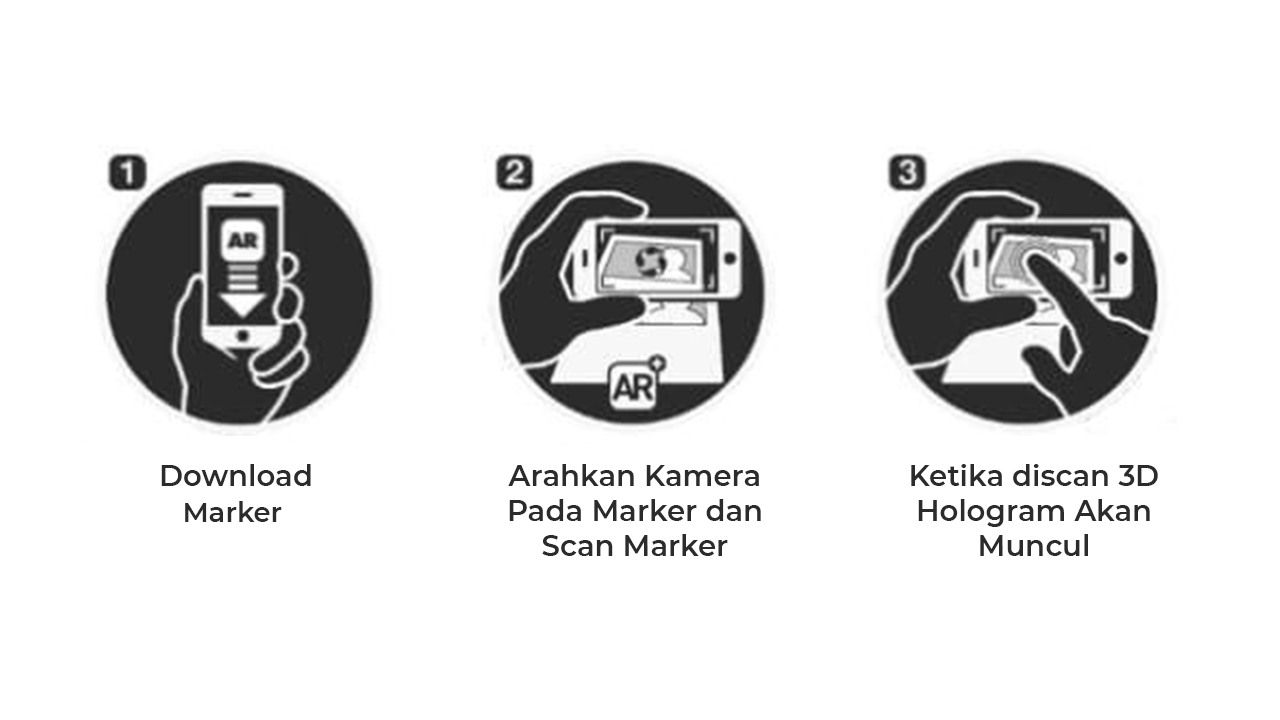 1
AR
Download
Marker
2
AR+
Arahkan Kamera
Pada Marker dan
Scan Marker
3
Ketika discan 3D
Hologram Akan
Muncul